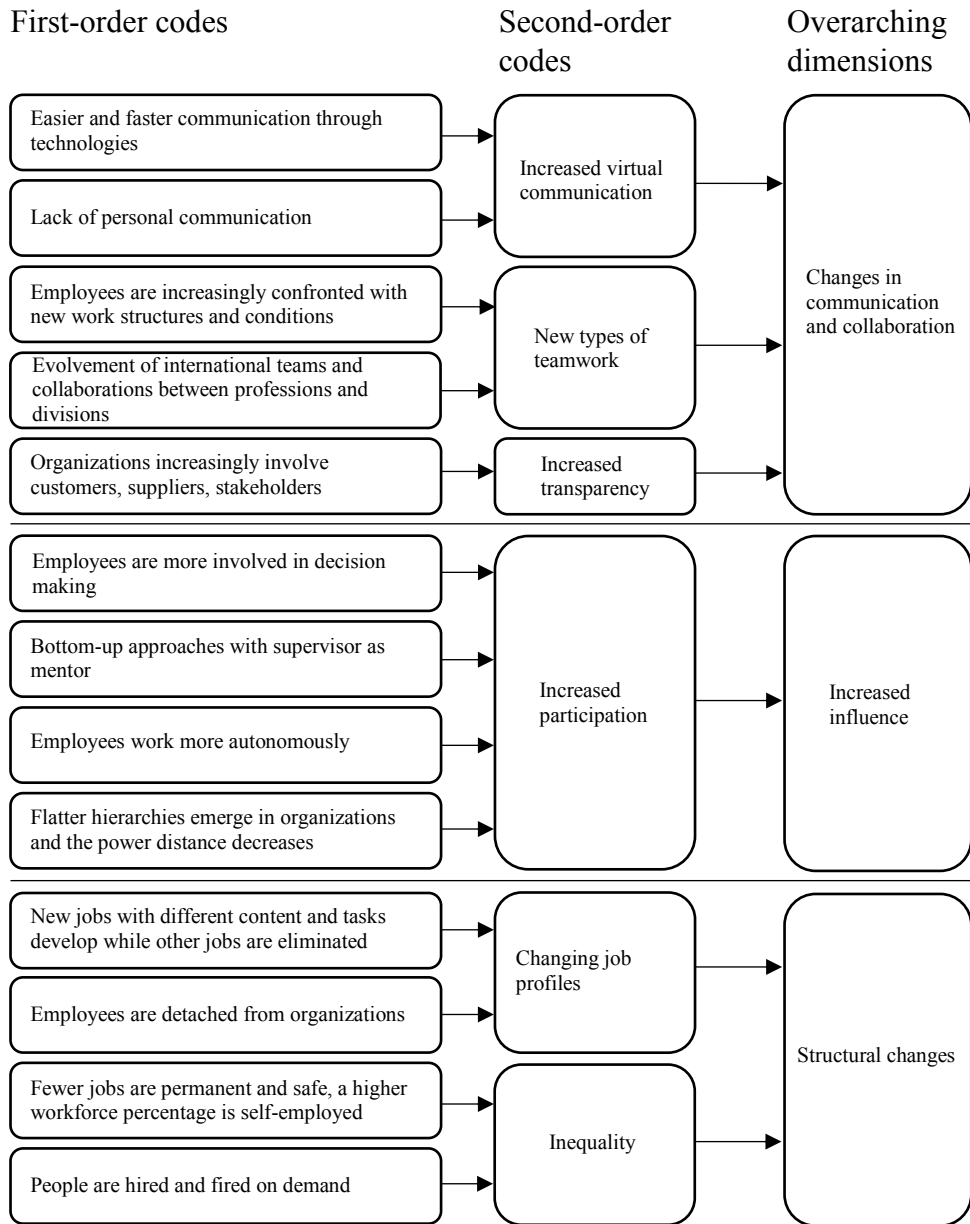 First-order codes
Second-order
codes
Overarching
dimensions
Easier and faster communication through
technologies
Lack of personal communication
Increased virtual
communication
Employees are increasingly confronted with
new work structures and conditions
Evolvement of international teams and
collaborations between professions and
divisions
New types of
teamwork
Organizations increasingly involve
customers, suppliers, stakeholders
Increased
transparency
Changes in
communication
and collaboration
Employees are more involved in decision
making
Bottom-up approaches with supervisor as
mentor
Employees work more autonomously
Flatter hierarchies emerge in organizations
and the power distance decreases
Increased
participation
Increased
influence
New jobs with different content and tasks
develop while other jobs are eliminated
Employees are detached from organizations
Changing job
profiles
Fewer jobs are permanent and safe, a higher
workforce percentage is self-employed
People are hired and fired on demand
Inequality
Structural changes